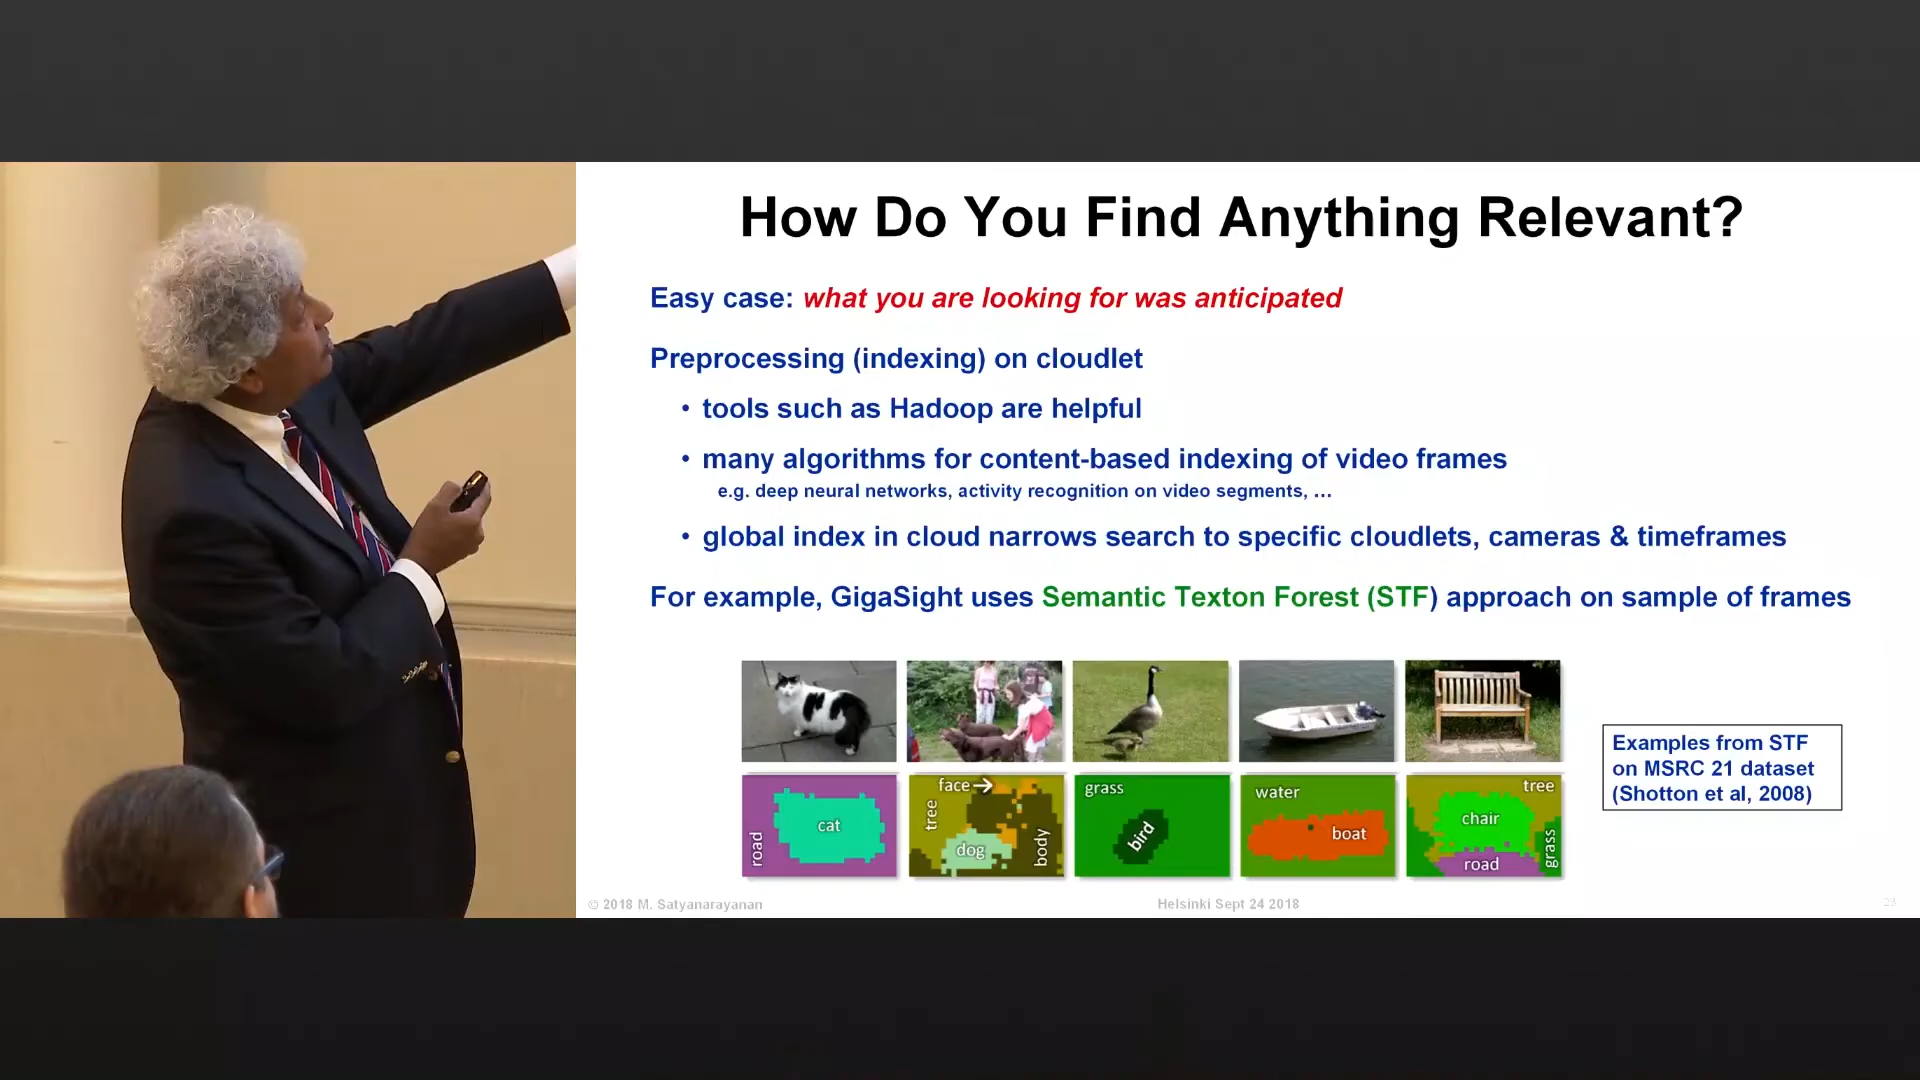 How Do You Find Anything Relevant?
Easy case: what you are looking for was anticipated
Preprocessing (indexing) on cloudlet
• tools such as Hadoop are helpful
• many algorithms for content-based indexing of video frames
e.g. deep neural networks, activity recognition on video segments, ...
• global index in cloud narrows search to specific cloudlets, cameras & timeframes
For example, GigaSight uses Semantic Texton Forest (STF) approach on sample of frames
road
cat
face→
tree
dog
body
grass
bird
water
boat
tree
chair
road
grass
Examples from STF
on MSRC 21 dataset
(Shotton et al, 2008)
© 2018 M. Satyanarayanan
Helsinki Sept 24 2018
23